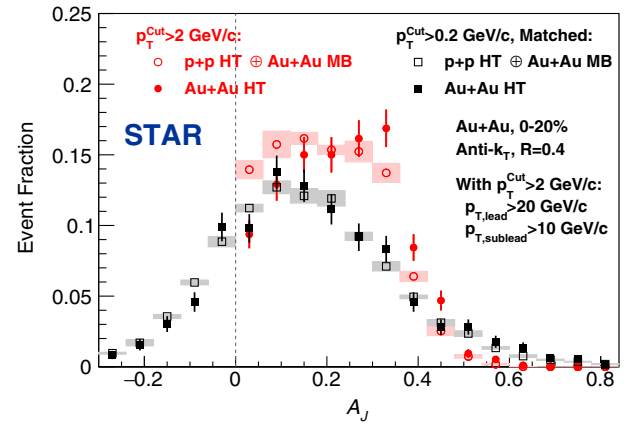 p_T^Cut>2 GeV/c:
p+p HT ⊕ Au+Au MB
Au+Au HT
p_T^Cut>0.2 GeV/c, Matched:
p+p HT ⊕ Au+Au MB
Au+Au HT
STAR
Au+Au, 0-20%
Anti-k_T, R=0.4
With p_T^Cut>2 GeV/c:
p_T,lead>20 GeV/c
p_T,sublead>10 GeV/c
Event Fraction
0.25
0.2
0.15
0.1
0.05
0
−0.2
0
0.2
0.4
0.6
0.8
A_J